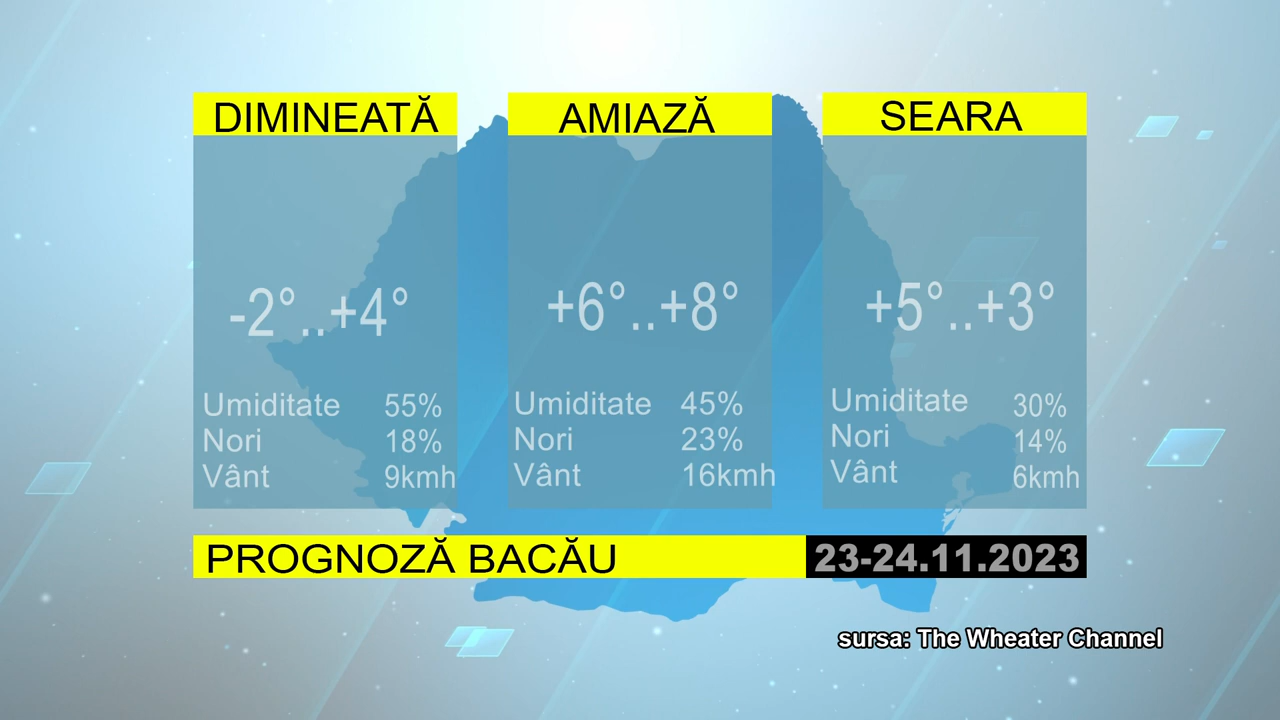 DIMINEATĂ
-2°..+4°
Umiditate 55%
Nori 18%
Vânt 9kmh
AMIAZĂ
+6°..+8°
Umiditate 45%
Nori 23%
Vânt 16kmh
SEARA
+5°..+3°
Umiditate 30%
Nori 14%
Vânt 6kmh
PROGNOZĂ BACĂU 23-24.11.2023
sursa: The Wheater Channel